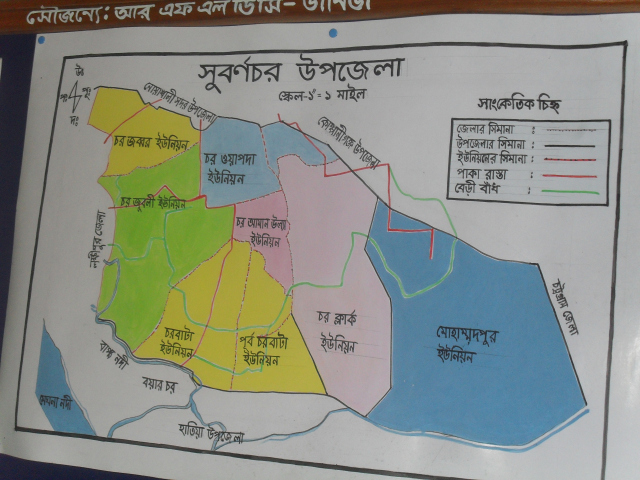 সৌজন্যে: আর এফ এল ডিসি-
সুবর্ণচর উপজেলা
স্কেল-১"= ১ মাইল
উঃ
পঃ
পূঃ
দঃ
নোয়াখালী সদর উপজেলা
কোম্পানীগঞ্জ উপজেলা
সাংকেতিক চিহ্ন
জেলার সিমানা :
উপজেলার সিমানা :
ইউনিয়নের সিমানা :
পাকা রাস্তা :
বেড়ী বাঁধ :
চর জব্বর ইউনিয়ন
চর ওয়াপদা
ইউনিয়ন
চর জুবলী ইউনিয়ন
চর আমান উল্যা
ইউনিয়ন
লক্ষীপুর জেলা
চট্টগ্রাম জেলা
চরবাটা
ইউনিয়ন
পূর্ব চরবাটা
ইউনিয়ন
চর ক্লার্ক
ইউনিয়ন
মোহাম্মদপুর
ইউনিয়ন
নদী
বয়ার চর
মেঘনা নদী
হাতিয়া উপজেলা